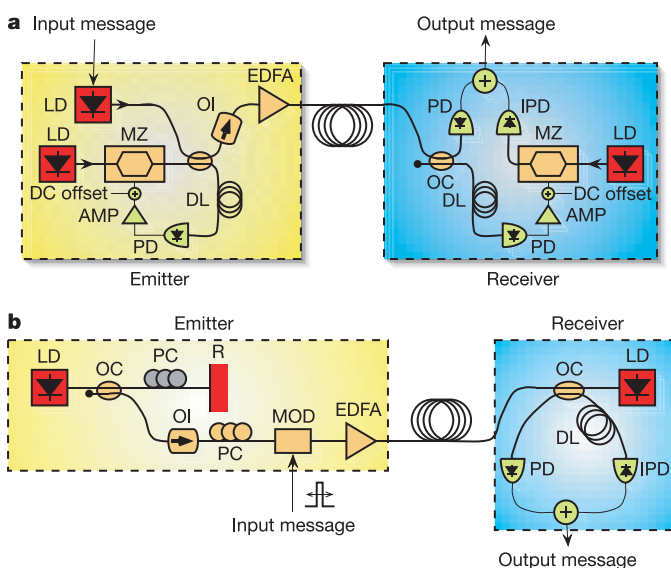 a
Input message
Output message
LD
LD
MZ
OI
EDFA
DC offset
AMP
PD
DL
Emitter
PD
IPD
MZ
LD
OC
DL
DC offset
AMP
PD
Receiver
b
Emitter
LD
OC
PC
R
OI
PC
MOD
EDFA
Input message
Receiver
OC
LD
DL
PD
IPD
Output message